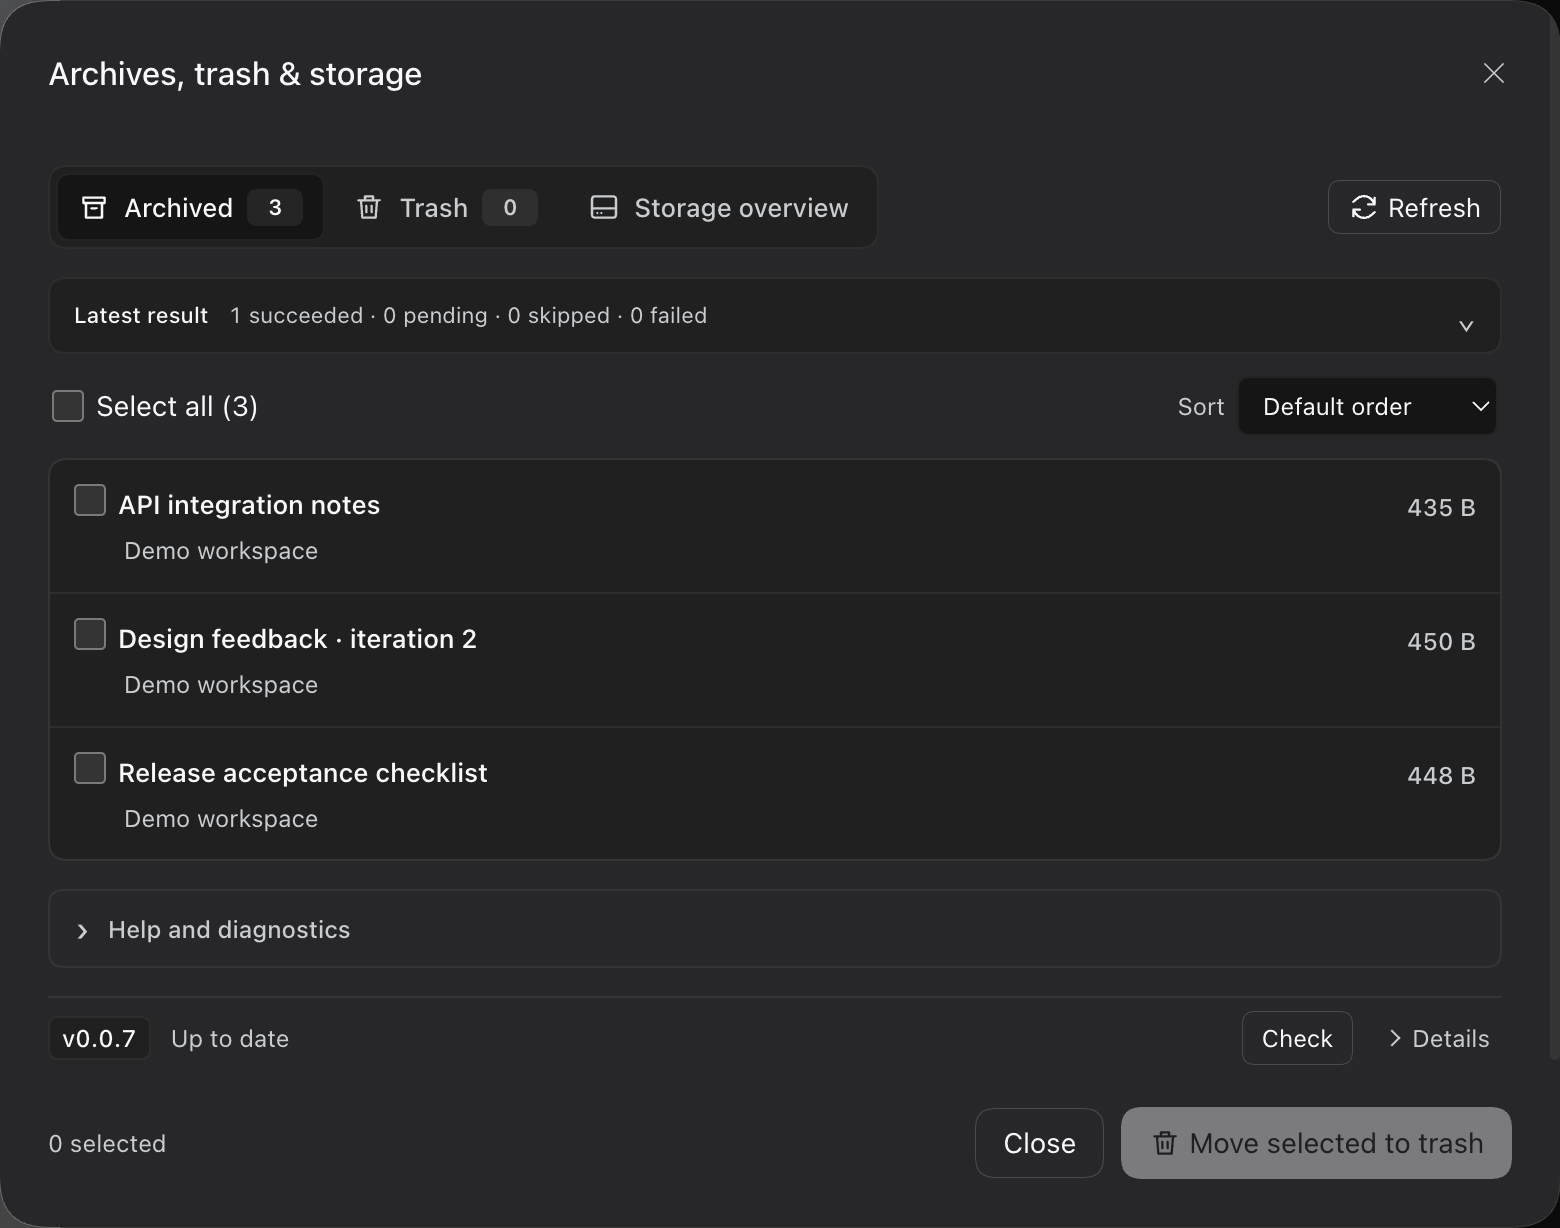 Archives, trash & storage
Archived 3 Trash 0 Storage overview Refresh
Latest result 1 succeeded · 0 pending · 0 skipped · 0 failed
Select all (3) Sort Default order
API integration notes 435 B
Demo workspace
Design feedback · iteration 2 450 B
Demo workspace
Release acceptance checklist 448 B
Demo workspace
Help and diagnostics
v0.0.7 Up to date Check Details
0 selected Close Move selected to trash